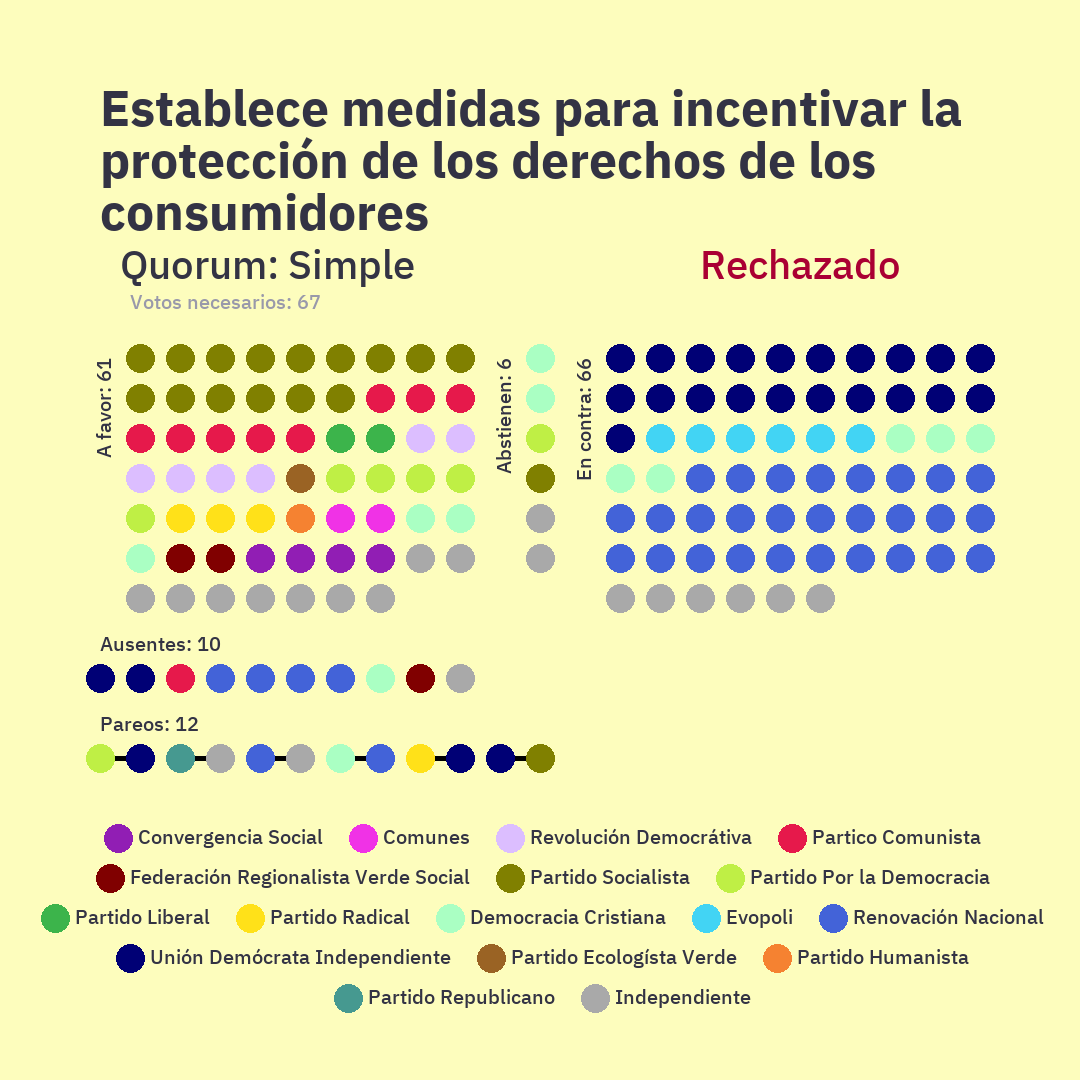 Establece medidas para incentivar la
protección de los derechos de los
consumidores
Quorum: Simple
Rechazado
Votos necesarios: 67
A favor: 61
Abstienen: 6
En contra: 66
Ausentes: 10
Pareos: 12
Convergencia Social
Comunes
Revolución Democrátiva
Partico Comunista
Federación Regionalista Verde Social
Partido Socialista
Partido Por la Democracia
Partido Liberal
Partido Radical
Democracia Cristiana
Evopoli
Renovación Nacional
Unión Demócrata Independiente
Partido Ecologísta Verde
Partido Humanista
Partido Republicano
Independiente